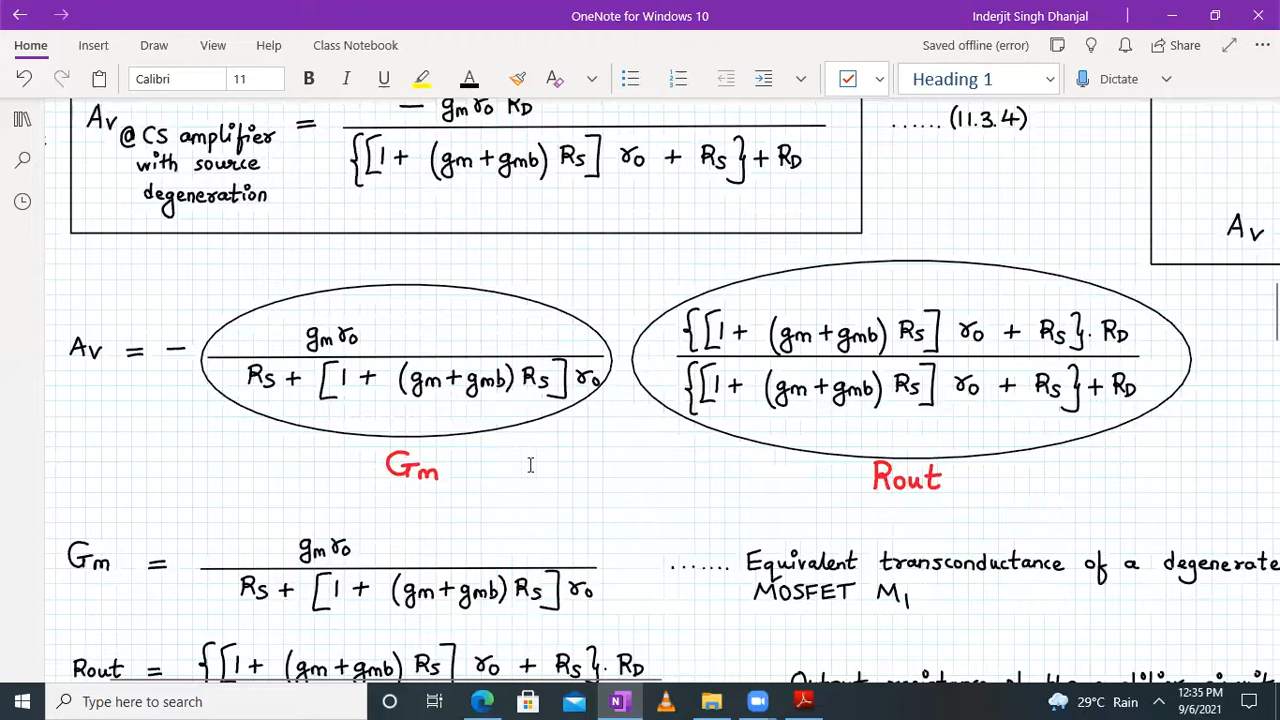 OneNote for Windows 10
Inderjit Singh Dhanjal
Home Insert Draw View Help Class Notebook
Saved offline (error)
Share
Calibri 11 B I U A A Heading 1 Dictate
Av = - gm ro RD / {[1 + (gm+gmb) Rs] ro + Rs} + RD ...... (11.3.4)
@ CS amplifier
with source
degeneration
Av
Av = - gm ro / Rs + [1 + (gm+gmb) Rs] ro {[1 + (gm+gmb) Rs] ro + Rs}. RD / {[1 + (gm+gmb) Rs] ro + Rs} + RD
Gm Rout
Gm = gm ro / Rs + [1 + (gm+gmb) Rs] ro ....... Equivalent transconductance of a degenerate
MOSFET M1
Rout = {[1 + (gm+gmb) Rs] ro + Rs}. RD
Type here to search
29°C Rain
12:35 PM
9/6/2021